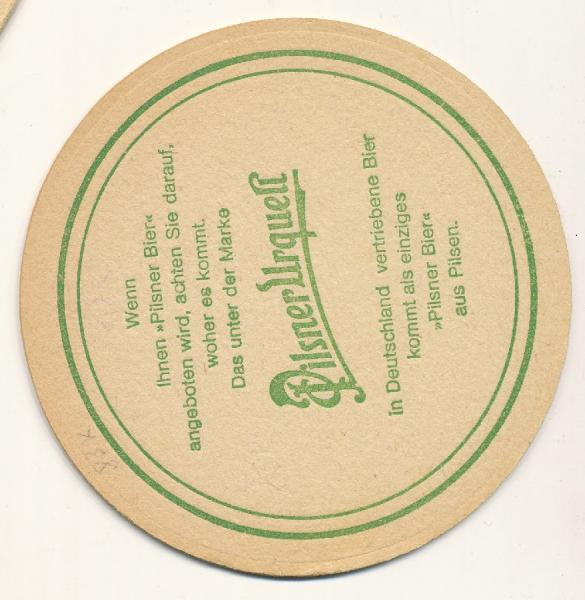 Wenn
Ihnen »Pilsner Bier«
angeboten wird, achten Sie darauf,
woher es kommt.
Das unter der Marke
Pilsner Urquell
in Deutschland vertriebene Bier
kommt als einziges
»Pilsner Bier«
aus Pilsen.